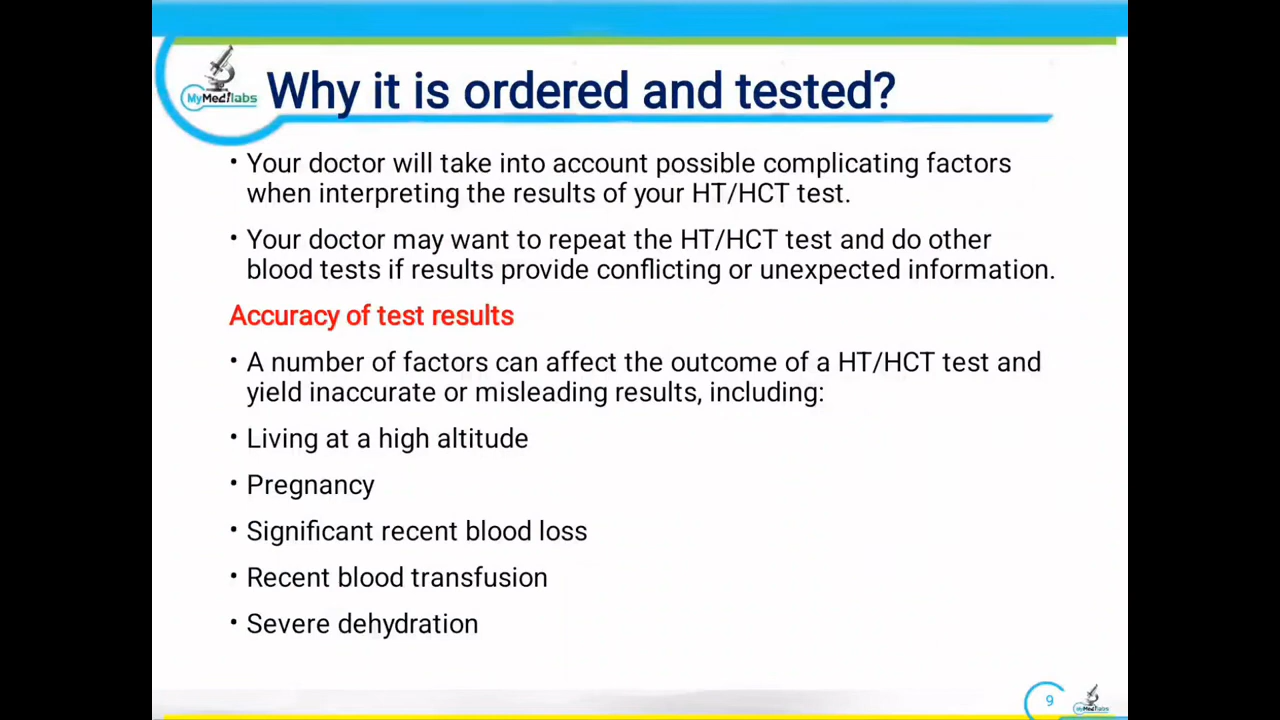 MyMedilabs
Why it is ordered and tested?
• Your doctor will take into account possible complicating factors
when interpreting the results of your HT/HCT test.
• Your doctor may want to repeat the HT/HCT test and do other
blood tests if results provide conflicting or unexpected information.
Accuracy of test results
• A number of factors can affect the outcome of a HT/HCT test and
yield inaccurate or misleading results, including:
• Living at a high altitude
• Pregnancy
• Significant recent blood loss
• Recent blood transfusion
• Severe dehydration
9
MyMedilabs